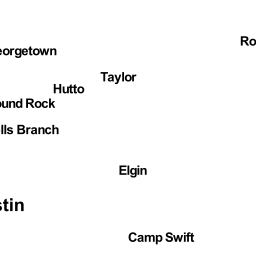 Ro
eorgetown
Taylor
Hutto
ound Rock
lls Branch
Elgin
stin
Camp Swift